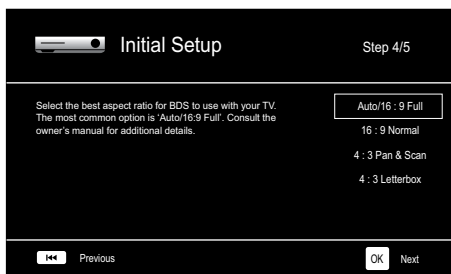 Initial Setup
Step 4/5
Select the best aspect ratio for BDS to use with your TV.
The most common option is ‘Auto/16:9 Full’. Consult the
owner’s manual for additional details.
Auto/16 : 9 Full
16 : 9 Normal
4 : 3 Pan & Scan
4 : 3 Letterbox
Previous
OK Next